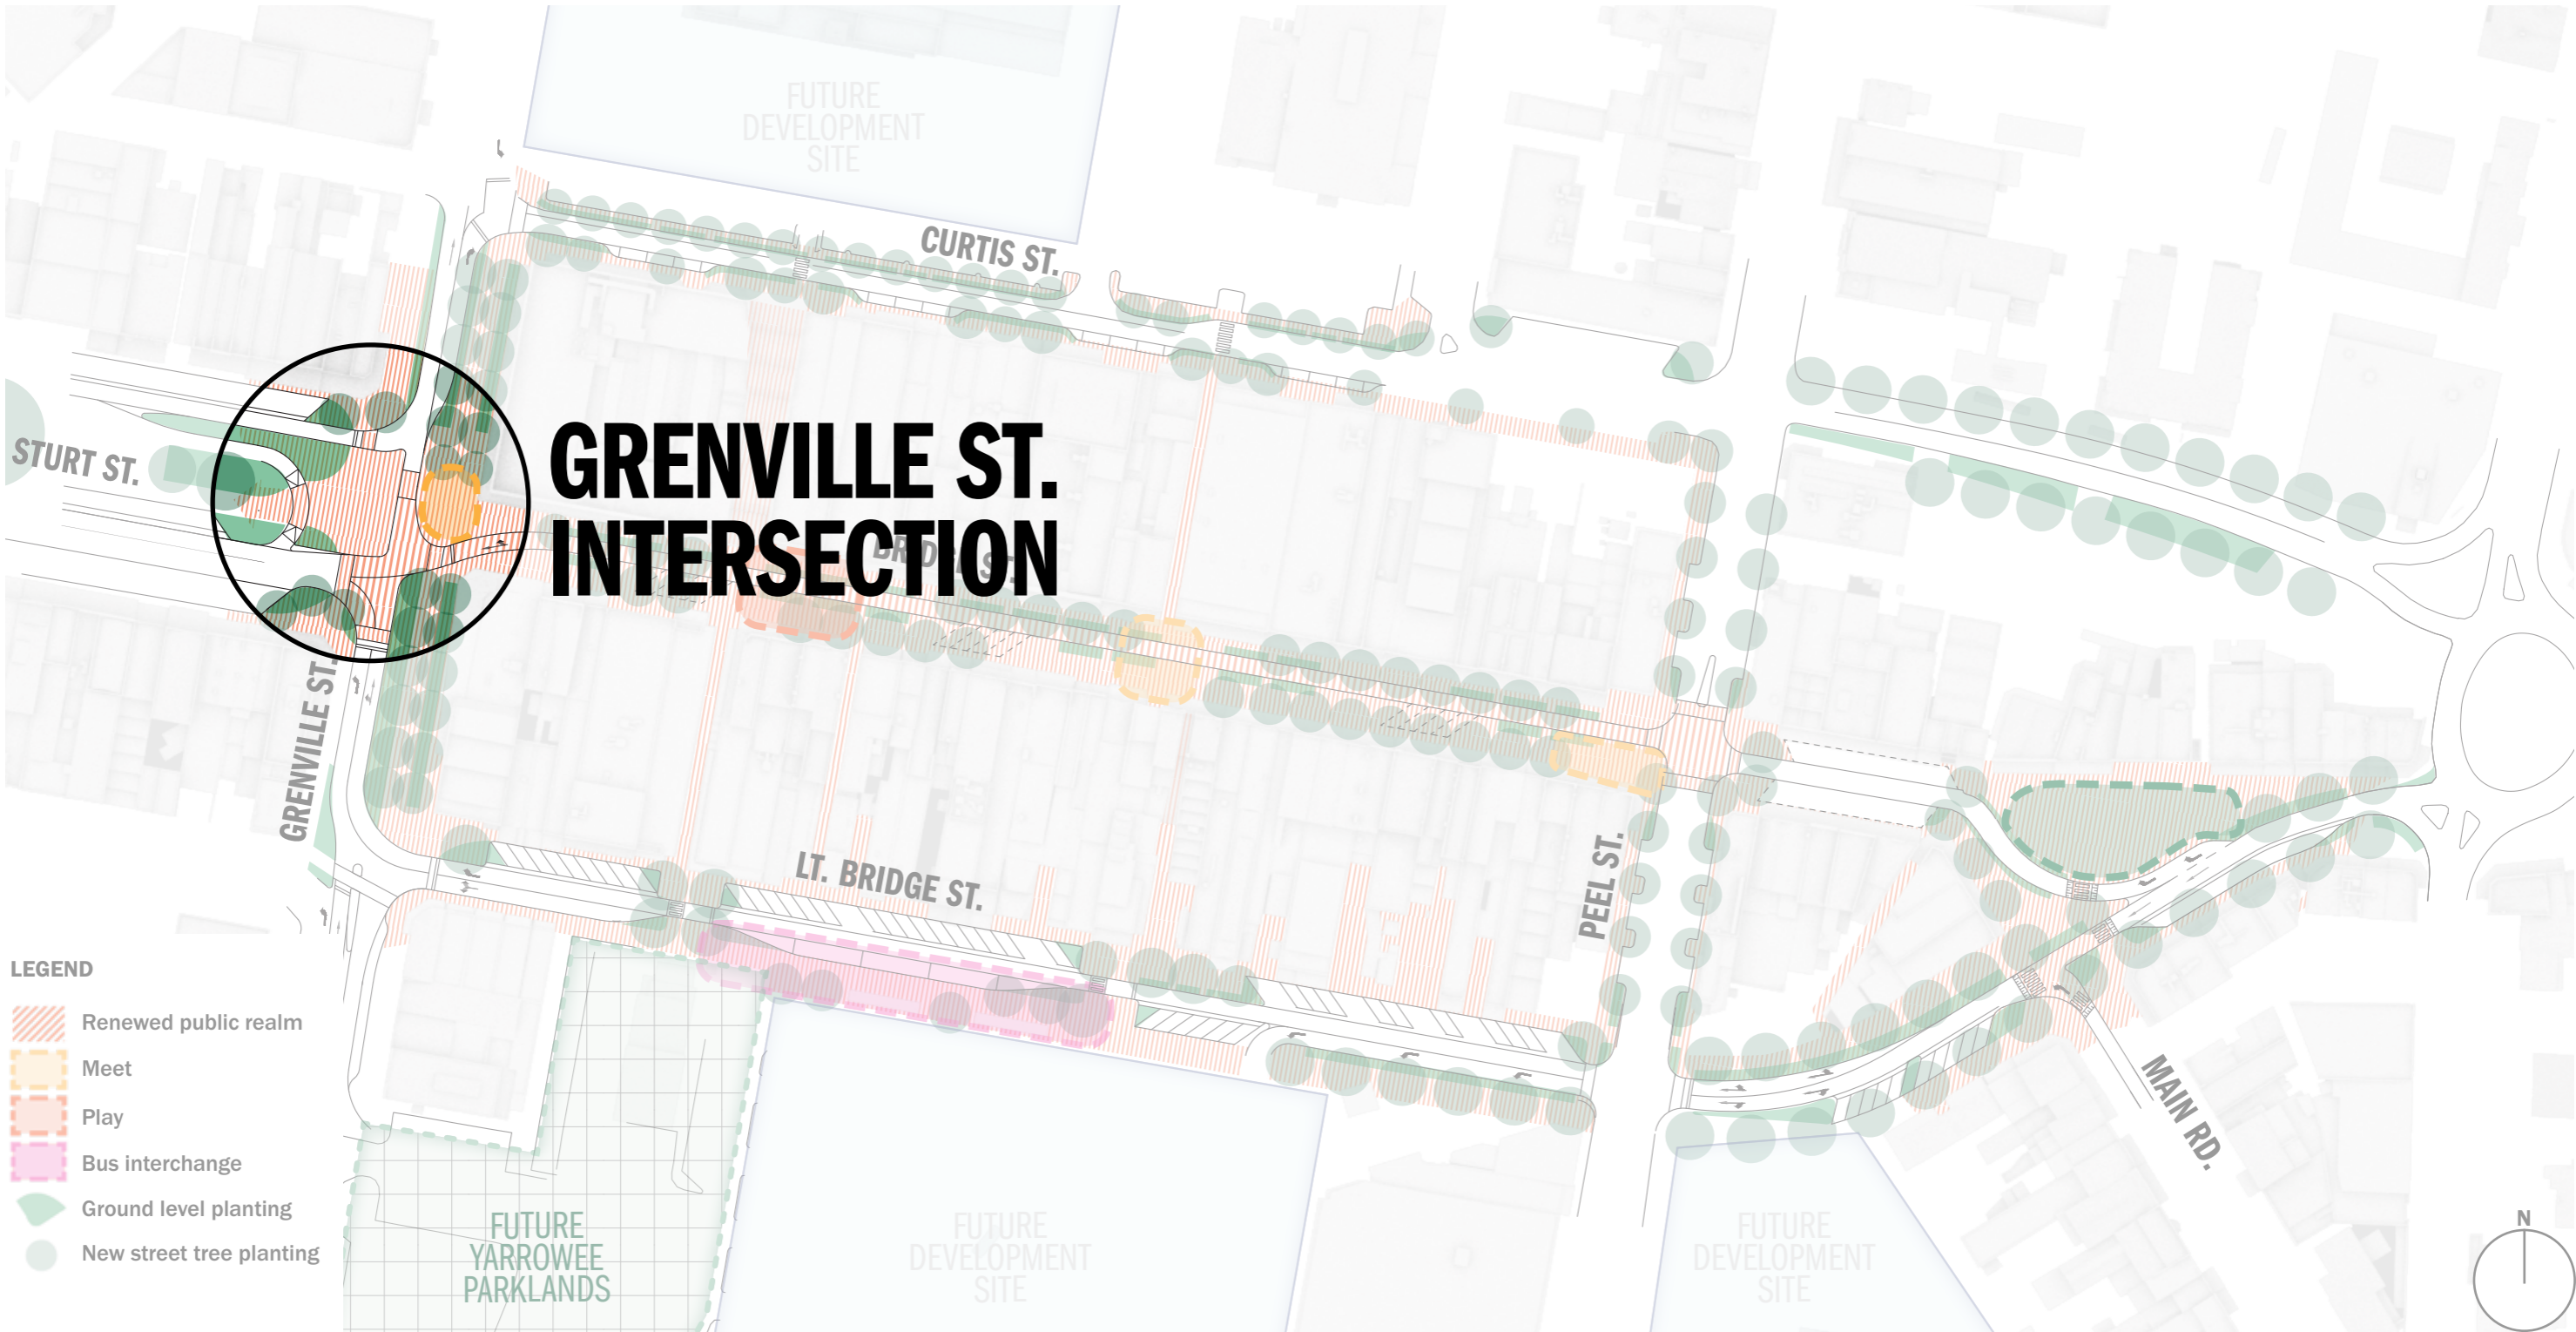 FUTURE
DEVELOPMENT
SITE
CURTIS ST.
STURT ST.
GRENVILLE ST.
INTERSECTION
BRIDGE ST.
GRENVILLE ST.
LT. BRIDGE ST.
PEEL ST.
MAIN RD.
LEGEND
Renewed public realm
Meet
Play
Bus interchange
Ground level planting
New street tree planting
FUTURE
YARROWEE
PARKLANDS
FUTURE
DEVELOPMENT
SITE
FUTURE
DEVELOPMENT
SITE
N